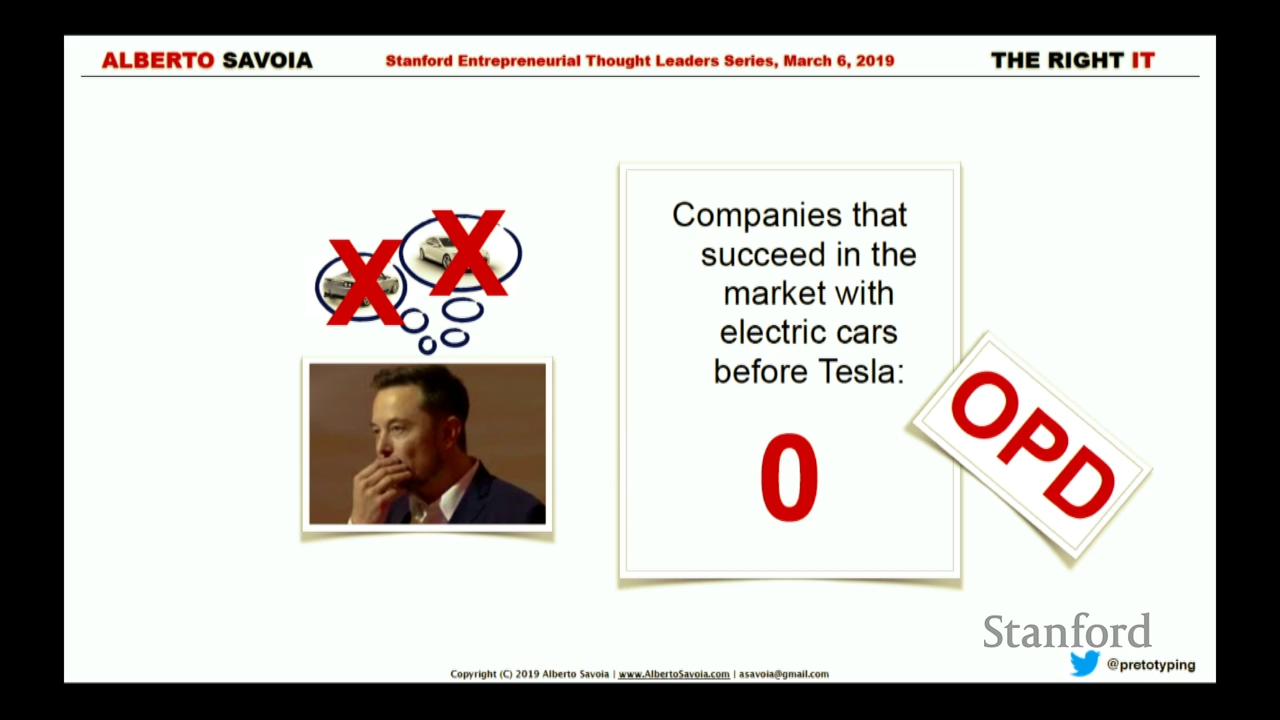 ALBERTO SAVOIA
Stanford Entrepreneurial Thought Leaders Series, March 6, 2019
THE RIGHT IT
X
X
Companies that
succeed in the
market with
electric cars
before Tesla:
0
OPD
Stanford
@pretotyping
Copyright (C) 2019 Alberto Savoia | www.AlbertoSavoia.com | asavoia@gmail.com